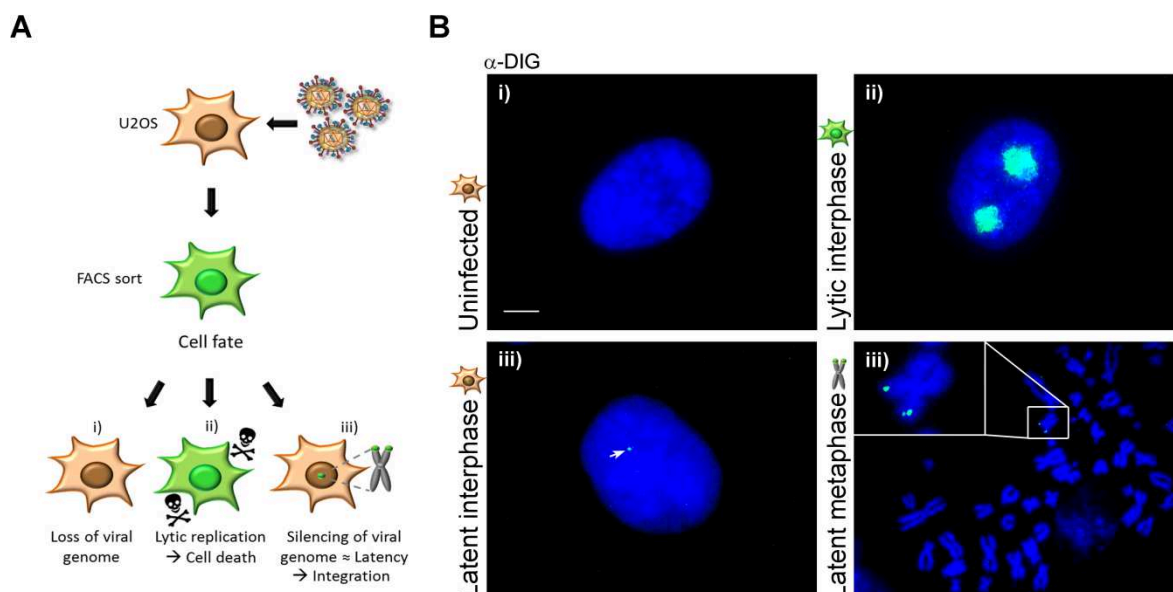 A
U2OS
FACS sort
Cell fate
i)
ii)
iii)
Loss of viral
genome
Lytic replication
→ Cell death
Silencing of viral
genome ≈ Latency
→ Integration
B
α-DIG
i)
Uninfected
ii)
Lytic interphase
iii)
Latent interphase
iii)
Latent metaphase